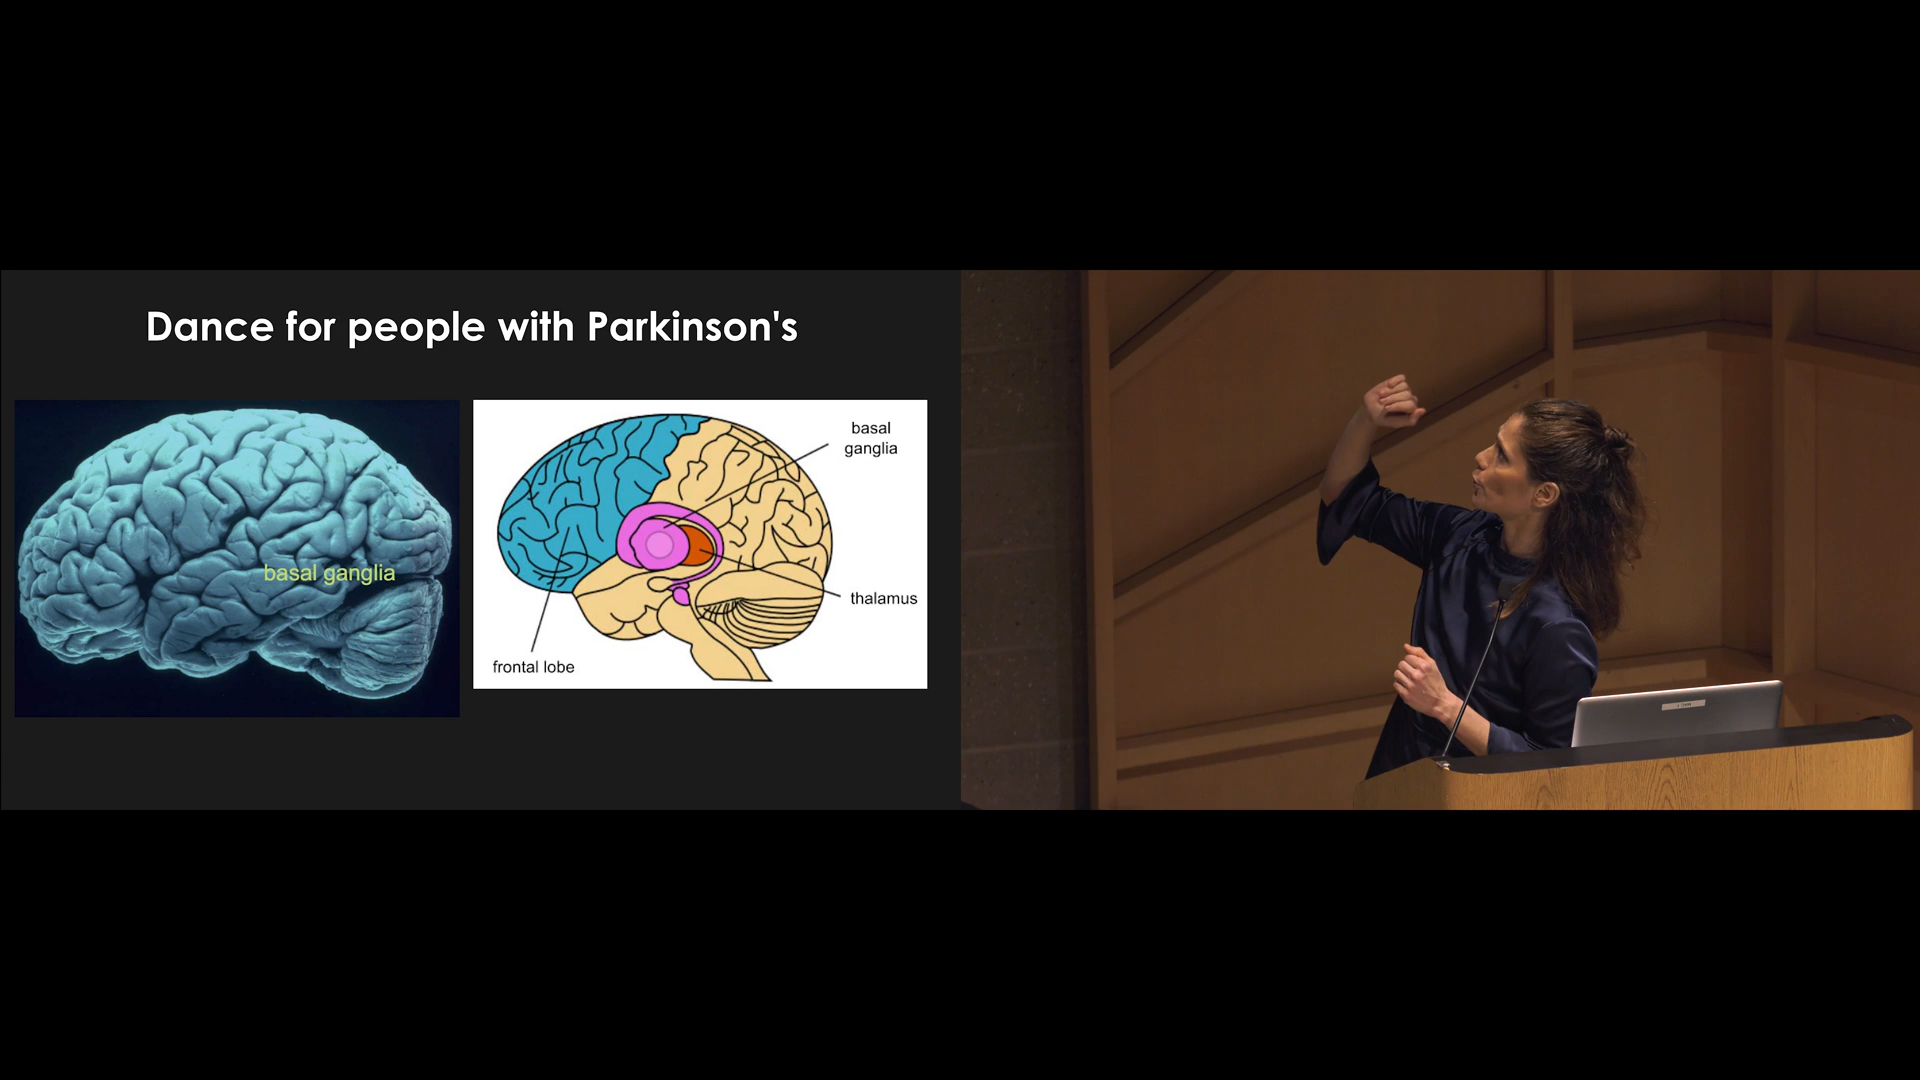 Dance for people with Parkinson's
basal ganglia
basal
ganglia
thalamus
frontal lobe